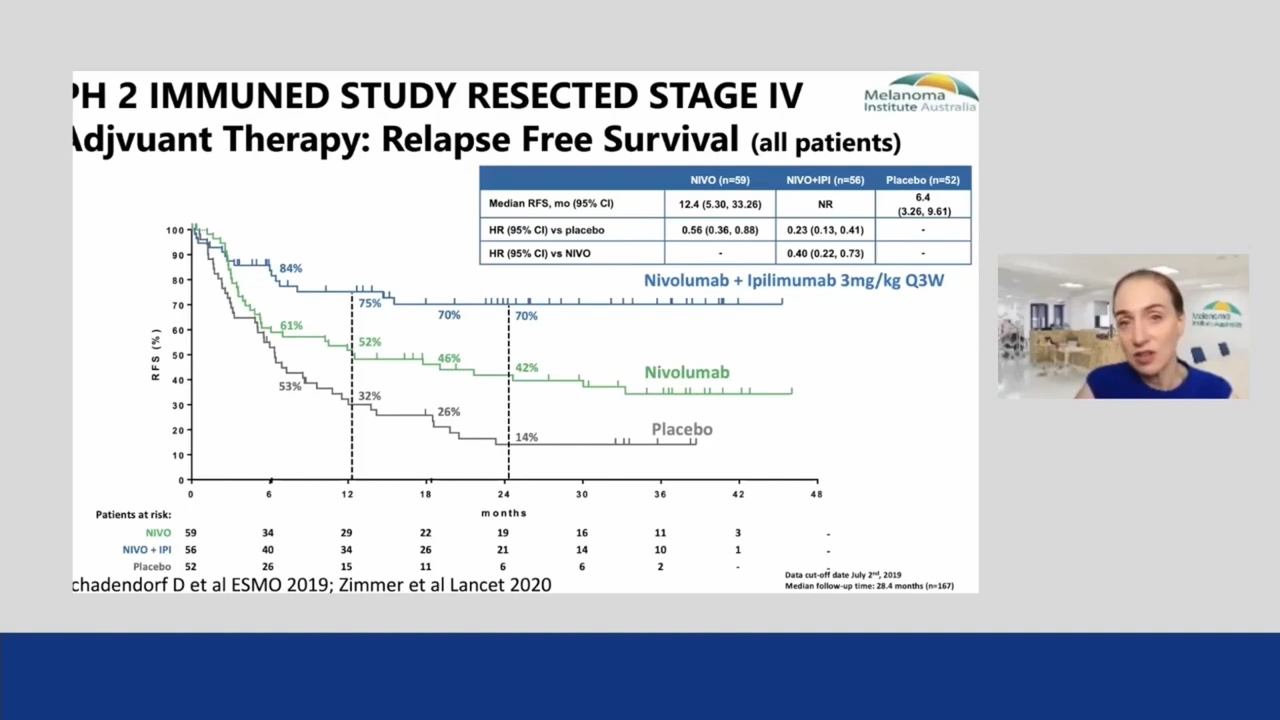 PH 2 IMMUNED STUDY RESECTED STAGE IV
Adjvuant Therapy: Relapse Free Survival (all patients)
Melanoma
Institute Australia
NIVO (n=59) NIVO+IPI (n=56) Placebo (n=52)
Median RFS, mo (95% CI) 12.4 (5.30, 33.26) NR 6.4 (3.26, 9.61)
HR (95% CI) vs placebo 0.56 (0.36, 0.88) 0.23 (0.13, 0.41) -
HR (95% CI) vs NIVO - 0.40 (0.22, 0.73) -
Nivolumab + Ipilimumab 3mg/kg Q3W
Nivolumab
Placebo
84%
75%
70%
70%
61%
52%
46%
42%
53%
32%
26%
14%
RFS (%)
100
90
80
70
60
50
40
30
20
10
0
0 6 12 18 24 30 36 42 48
months
Patients at risk:
NIVO 59 34 29 22 19 16 11 3 -
NIVO + IPI 56 40 34 26 21 14 10 1 -
Placebo 52 26 15 11 6 6 2 - -
chadendorf D et al ESMO 2019; Zimmer et al Lancet 2020
Data cut-off date July 2nd, 2019
Median follow-up time: 28.4 months (n=167)
Melanoma
Institute Australia